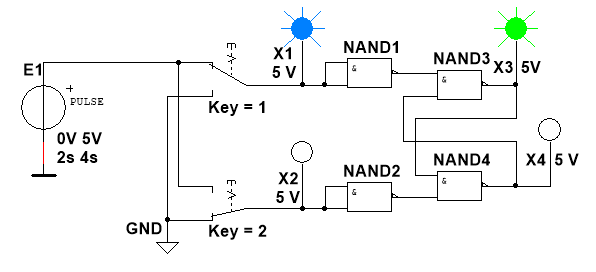 E1
+
PULSE
0V 5V
2s 4s
GND
Key = 1
Key = 2
X1
5 V
X2
5 V
NAND1
&
NAND2
&
NAND3
&
NAND4
&
X3 5V
X4 5 V